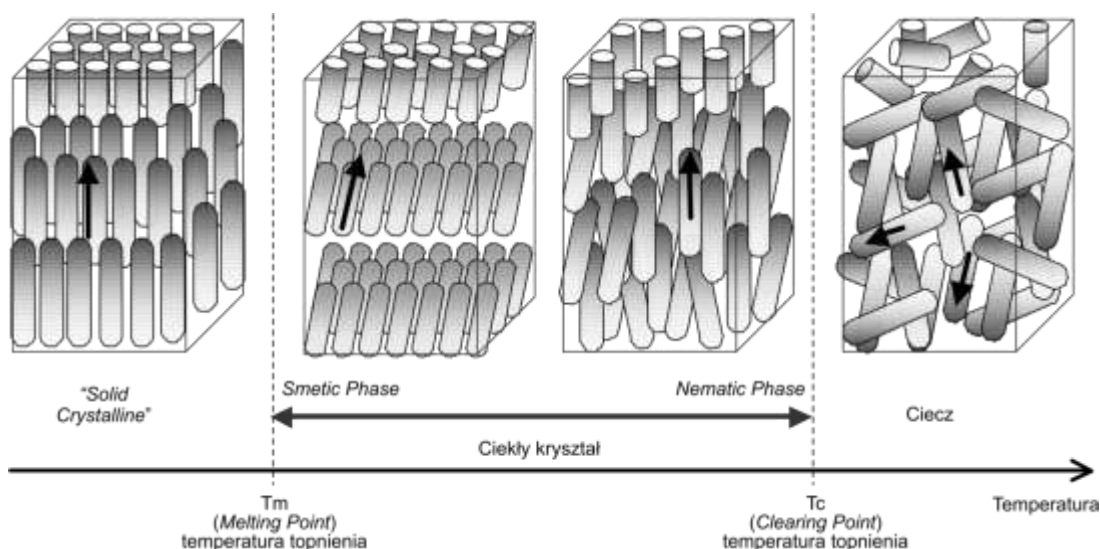 "Solid
Crystalline"
Smetic Phase
Nematic Phase
Ciecz
Ciekły kryształ
Tm
(Melting Point)
temperatura topnienia
Tc
(Clearing Point)
temperatura topnienia
Temperatura